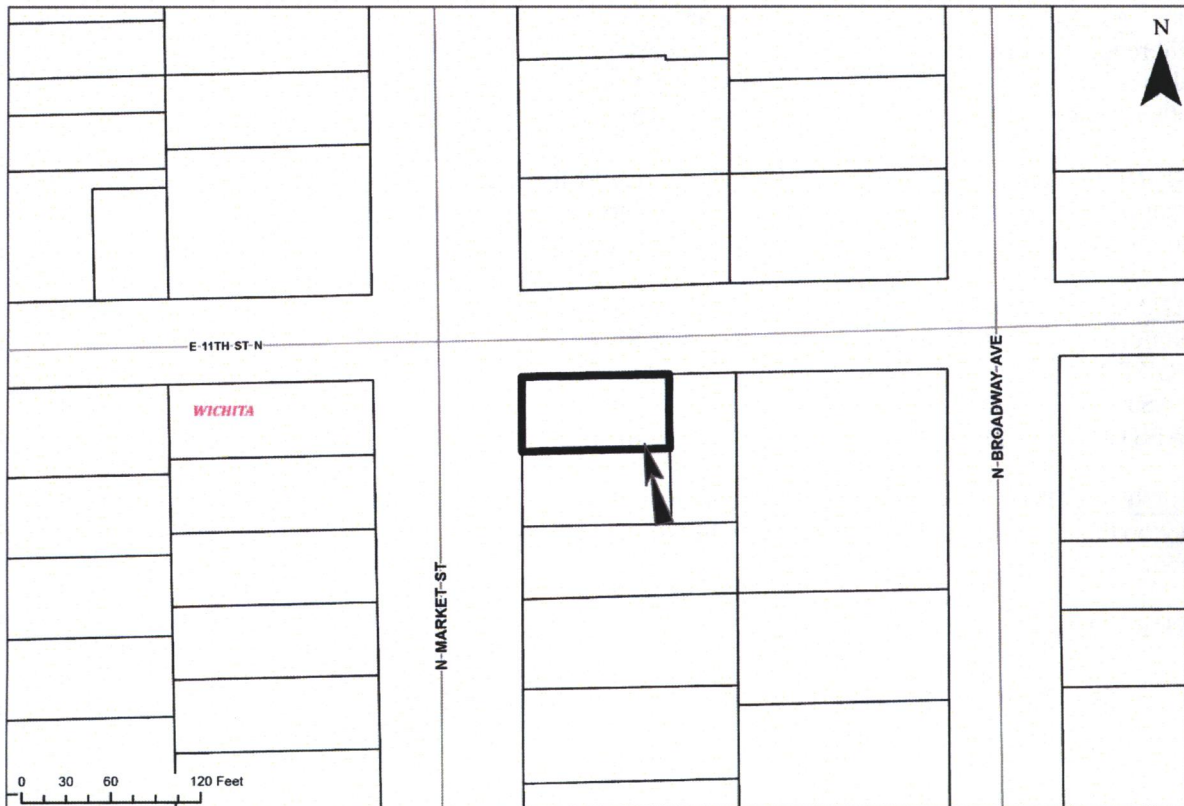 N
E 11TH ST N
WICHITA
N BROADWAY AVE
N MARKET ST
0 30 60 120 Feet